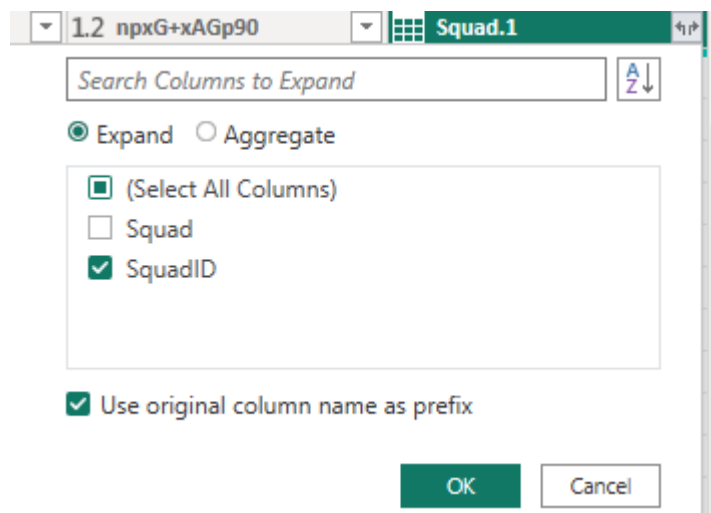 1.2 npxG+xAGp90 Squad.1
Search Columns to Expand
A
Z
Expand Aggregate
(Select All Columns)
Squad
SquadID
Use original column name as prefix
OK Cancel